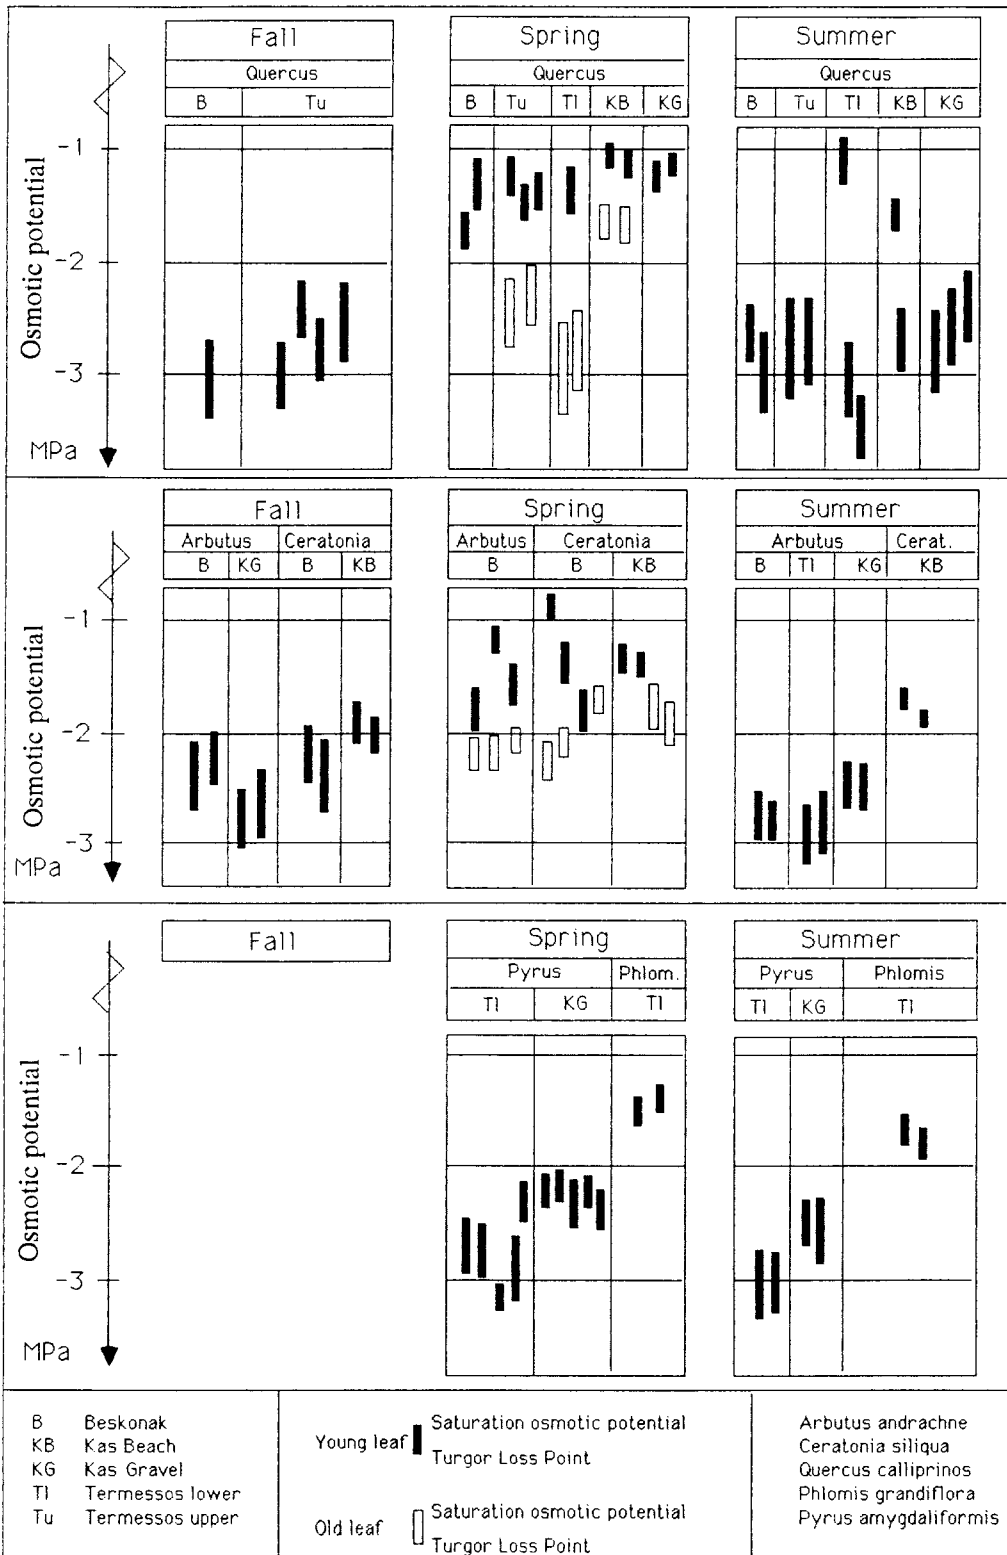 Fall Spring Summer
Quercus Quercus Quercus
B Tu B Tu Tl KB KG B Tu Tl KB KG
Osmotic potential
-1
-2
-3
MPa
Fall Spring Summer
Arbutus Ceratonia Arbutus Ceratonia Arbutus Cerat.
B KG B KB B B KB B Tl KG KB
Osmotic potential
-1
-2
-3
MPa
Fall Spring Summer
Pyrus Phlom. Pyrus Phlomis
Tl KG Tl Tl KG Tl
Osmotic potential
-1
-2
-3
MPa
B Beskonak
KB Kas Beach
KG Kas Gravel
Tl Termessos lower
Tu Termessos upper
Young leaf Saturation osmotic potential
Turgor Loss Point
Old leaf Saturation osmotic potential
Turgor Loss Point
Arbutus andrachne
Ceratonia siliqua
Quercus calliprinos
Phlomis grandiflora
Pyrus amygdaliformis